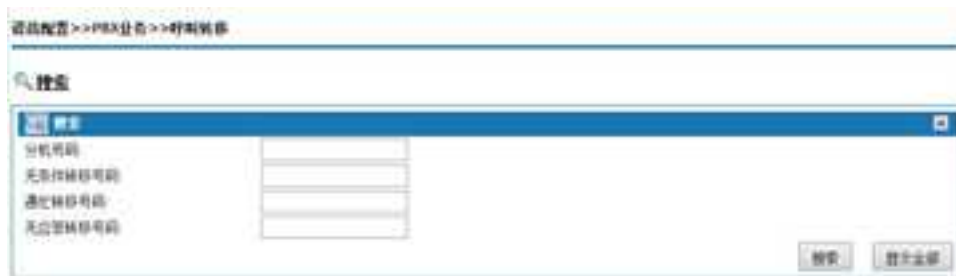 语音配置>>PBX业务>>呼叫转移
搜索
搜索
分机号码
无条件转移号码
遇忙转移号码
无应答转移号码
搜索 显示全部